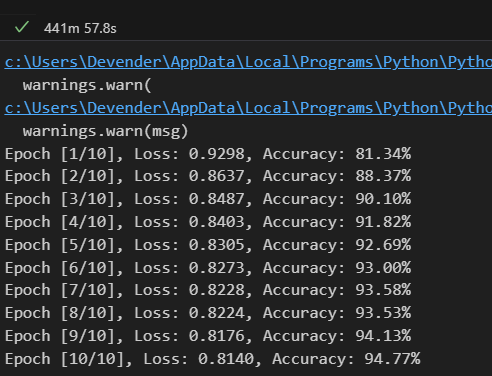 441m 57.8s
c:\Users\Devender\AppData\Local\Programs\Python\Pytho
warnings.warn(
c:\Users\Devender\AppData\Local\Programs\Python\Pytho
warnings.warn(msg)
Epoch [1/10], Loss: 0.9298, Accuracy: 81.34%
Epoch [2/10], Loss: 0.8637, Accuracy: 88.37%
Epoch [3/10], Loss: 0.8487, Accuracy: 90.10%
Epoch [4/10], Loss: 0.8403, Accuracy: 91.82%
Epoch [5/10], Loss: 0.8305, Accuracy: 92.69%
Epoch [6/10], Loss: 0.8273, Accuracy: 93.00%
Epoch [7/10], Loss: 0.8228, Accuracy: 93.58%
Epoch [8/10], Loss: 0.8224, Accuracy: 93.53%
Epoch [9/10], Loss: 0.8176, Accuracy: 94.13%
Epoch [10/10], Loss: 0.8140, Accuracy: 94.77%